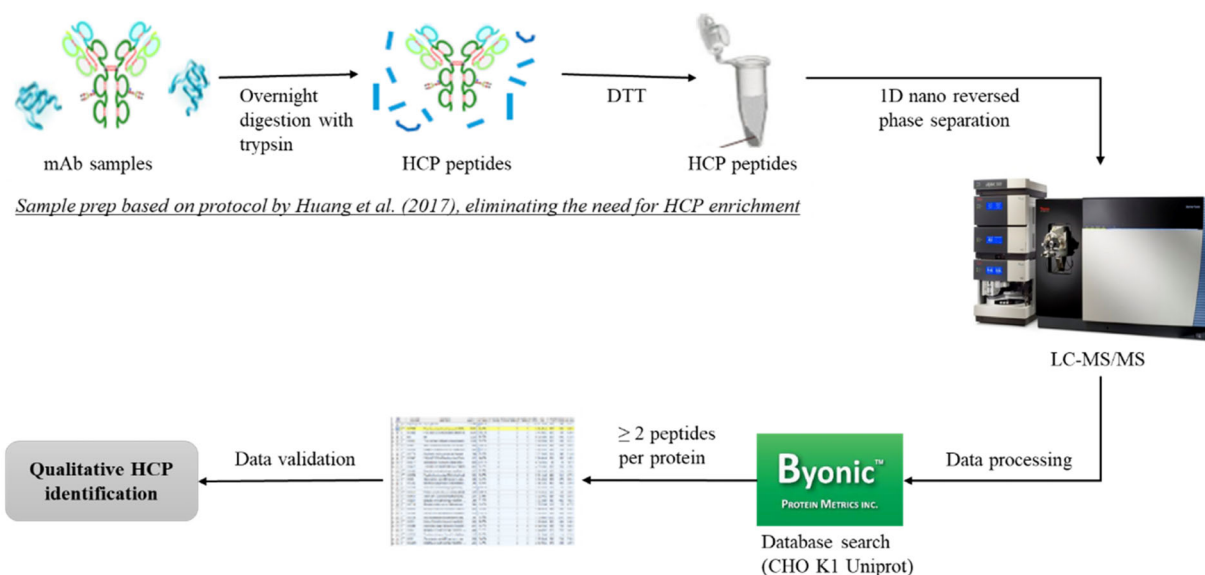 mAb samples
Overnight
digestion with
trypsin
HCP peptides
DTT
HCP peptides
1D nano reversed
phase separation
Sample prep based on protocol by Huang et al. (2017), eliminating the need for HCP enrichment
LC-MS/MS
Data processing
Byonic™
PROTEIN METRICS INC.
Database search
(CHO K1 Uniprot)
≥ 2 peptides
per protein
Data validation
Qualitative HCP
identification